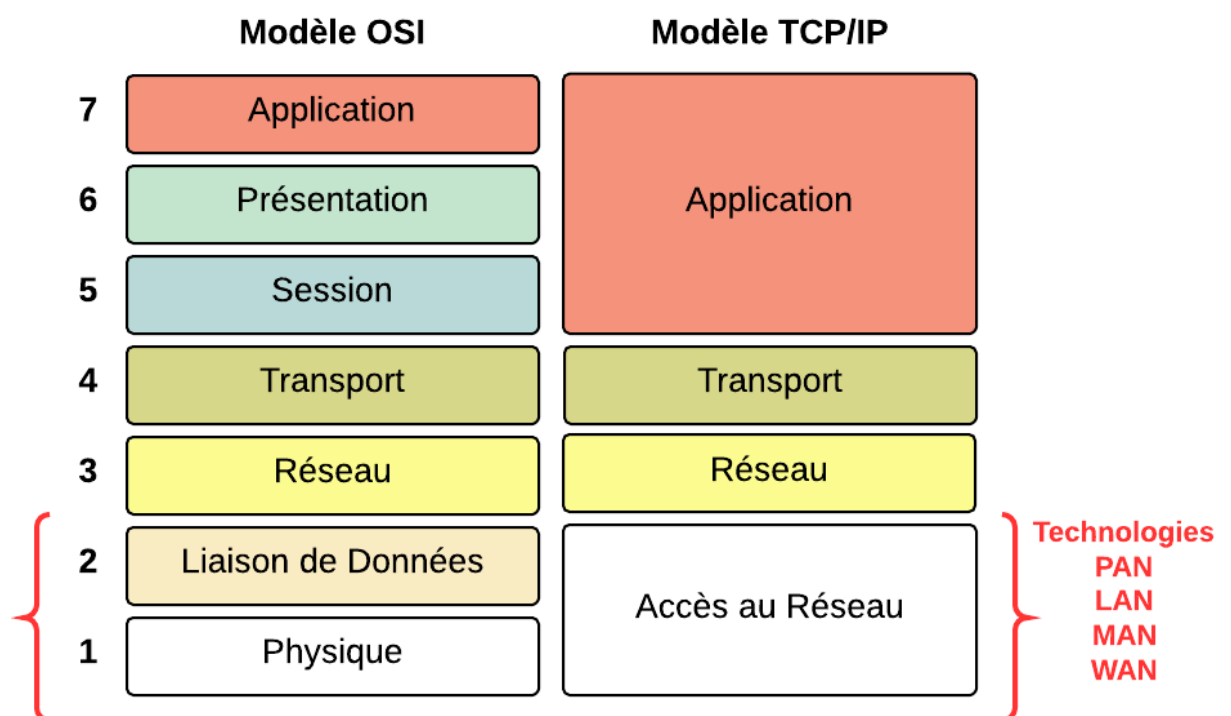 Modèle OSI
Modèle TCP/IP
7
Application
6
Présentation
Application
5
Session
4
Transport
Transport
3
Réseau
Réseau
2
Liaison de Données
Accès au Réseau
1
Physique
Technologies
PAN
LAN
MAN
WAN